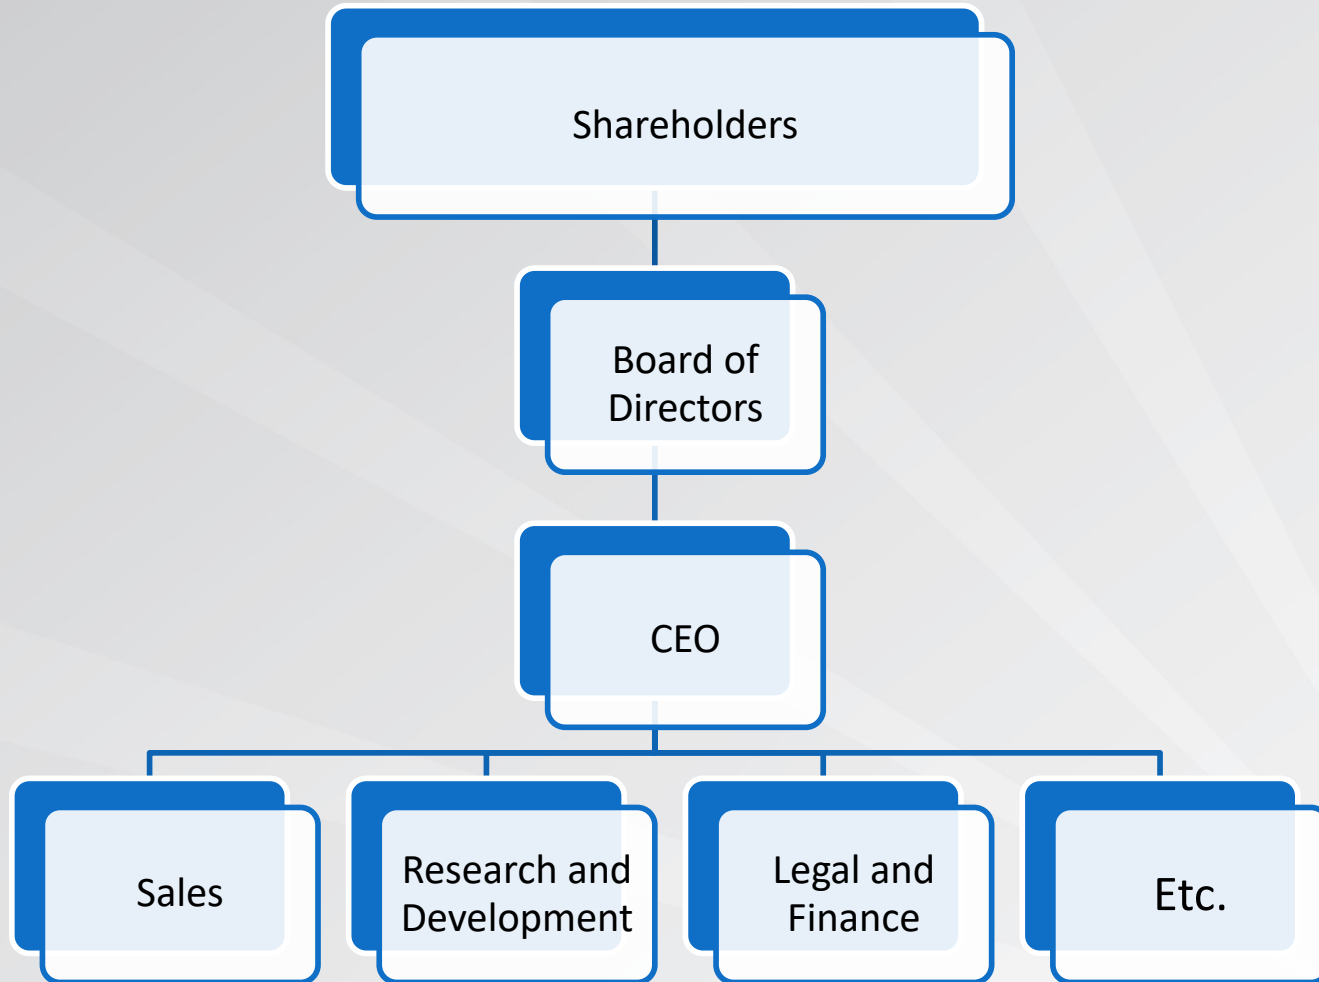 Shareholders
Board of
Directors
CEO
Sales
Research and
Development
Legal and
Finance
Etc.